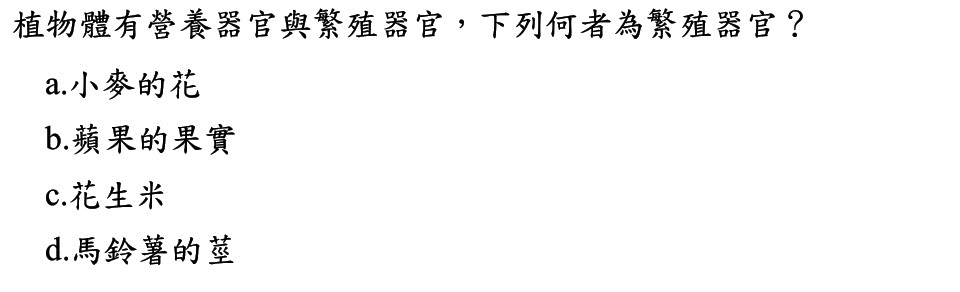 植物體有營養器官與繁殖器官，下列何者為繁殖器官？
a.小麥的花
b.蘋果的果實
c.花生米
d.馬鈴薯的莖